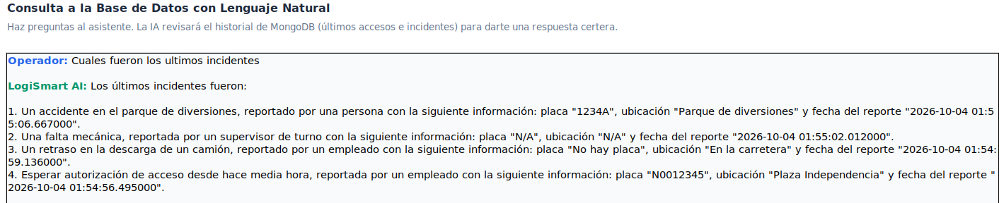 Consulta a la Base de Datos con Lenguaje Natural
Haz preguntas al asistente. La IA revisará el historial de MongoDB (últimos accesos e incidentes) para darte una respuesta certera.
Operador: Cuales fueron los ultimos incidentes
LogiSmart AI: Los últimos incidentes fueron:
1. Un accidente en el parque de diversiones, reportado por una persona con la siguiente información: placa "1234A", ubicación "Parque de diversiones" y fecha del reporte "2026-10-04 01:5
5:06.667000".
2. Una falta mecánica, reportada por un supervisor de turno con la siguiente información: placa "N/A", ubicación "N/A" y fecha del reporte "2026-10-04 01:55:02.012000".
3. Un retraso en la descarga de un camión, reportado por un empleado con la siguiente información: placa "No hay placa", ubicación "En la carretera" y fecha del reporte "2026-10-04 01:54:
59.136000".
4. Esperar autorización de acceso desde hace media hora, reportada por un empleado con la siguiente información: placa "N0012345", ubicación "Plaza Independencia" y fecha del reporte "
2026-10-04 01:54:56.495000".